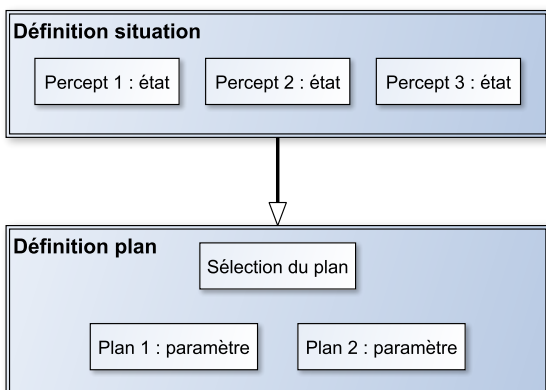 Définition situation
Percept 1 : état
Percept 2 : état
Percept 3 : état
Définition plan
Sélection du plan
Plan 1 : paramètre
Plan 2 : paramètre